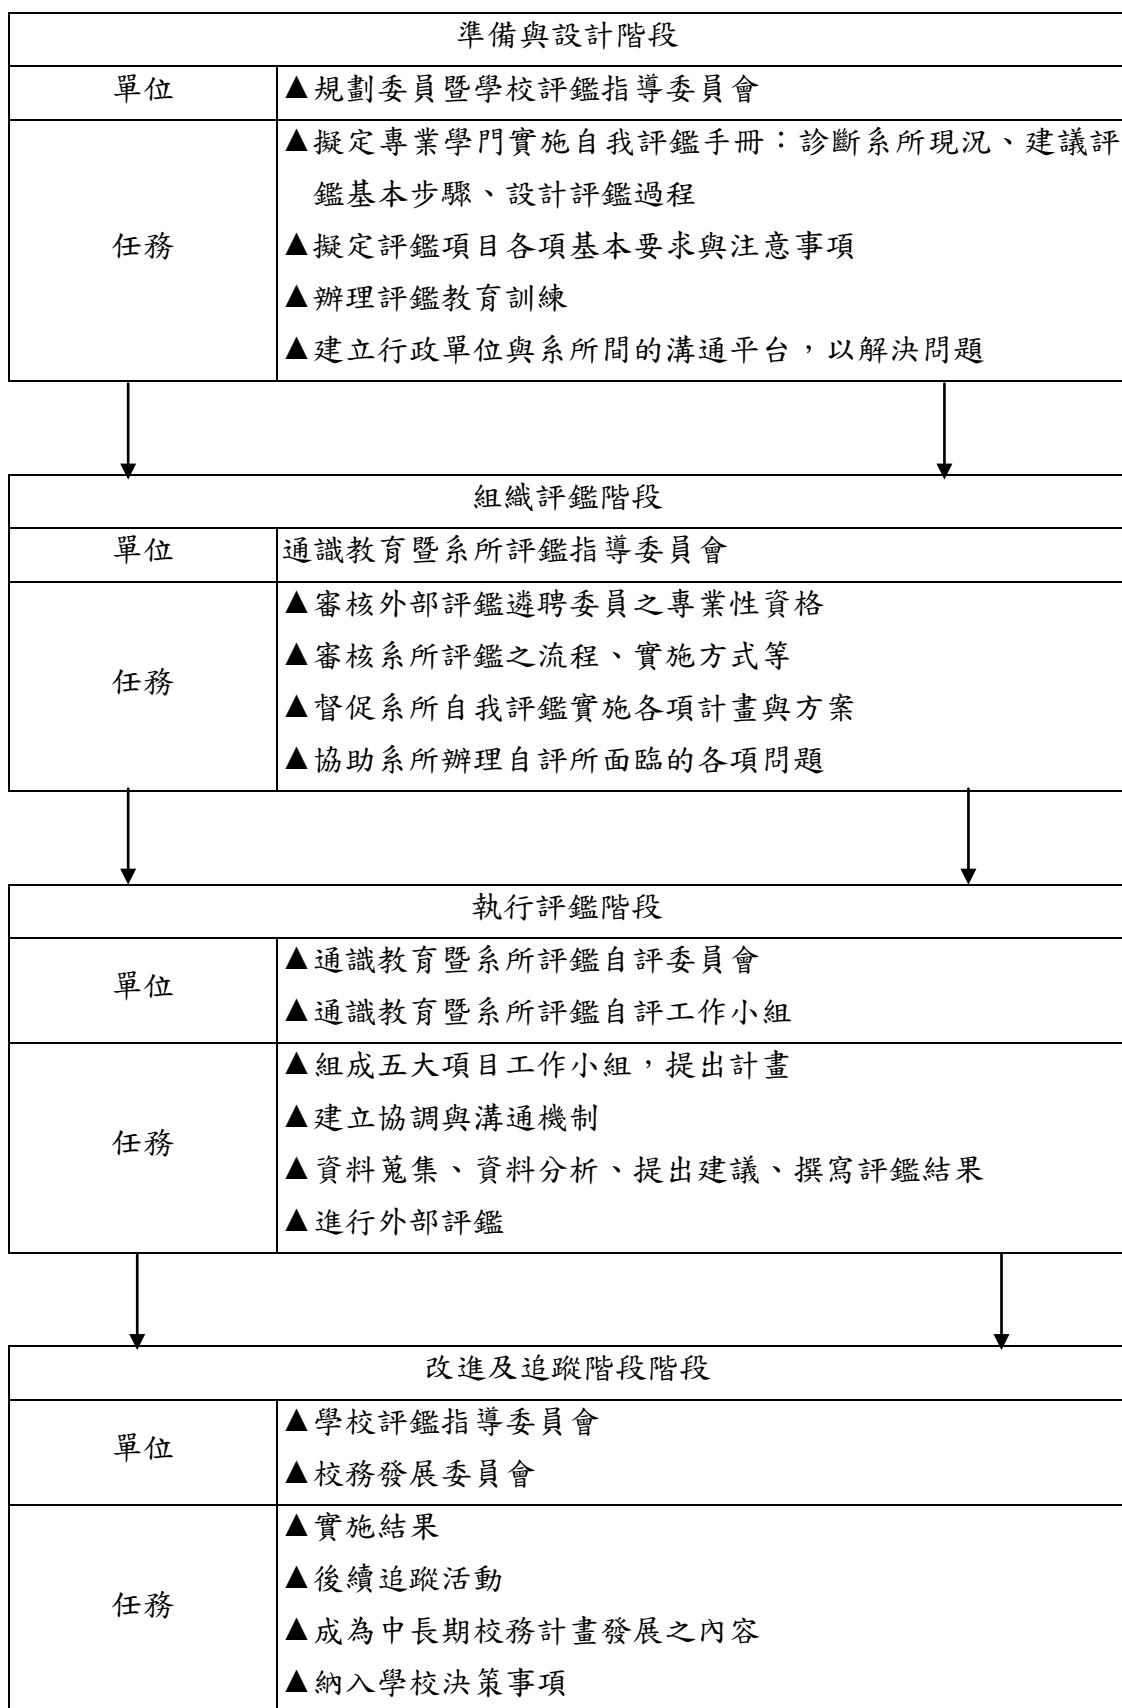 準備與設計階段
單位
▲規劃委員暨學校評鑑指導委員會
任務
▲擬定專業學門實施自我評鑑手冊：診斷系所現況、建議評
鑑基本步驟、設計評鑑過程
▲擬定評鑑項目各項基本要求與注意事項
▲辦理評鑑教育訓練
▲建立行政單位與系所間的溝通平台，以解決問題
組織評鑑階段
單位
通識教育暨系所評鑑指導委員會
任務
▲審核外部評鑑遴聘委員之專業性資格
▲審核系所評鑑之流程、實施方式等
▲督促系所自我評鑑實施各項計畫與方案
▲協助系所辦理自評所面臨的各項問題
執行評鑑階段
單位
▲通識教育暨系所評鑑自評委員會
▲通識教育暨系所評鑑自評工作小組
任務
▲組成五大項目工作小組，提出計畫
▲建立協調與溝通機制
▲資料蒐集、資料分析、提出建議、撰寫評鑑結果
▲進行外部評鑑
改進及追蹤階段階段
單位
▲學校評鑑指導委員會
▲校務發展委員會
任務
▲實施結果
▲後續追蹤活動
▲成為中長期校務計畫發展之內容
▲納入學校決策事項